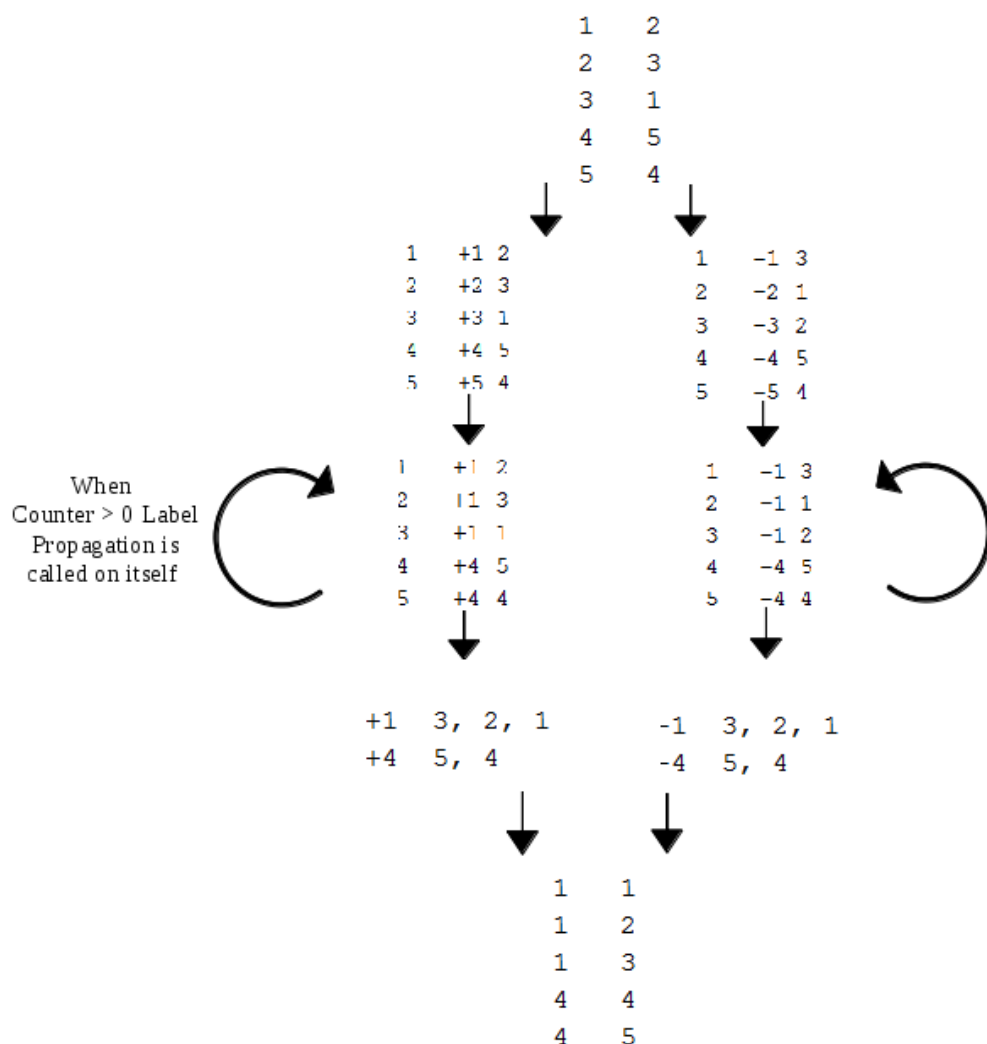 1 2
2 3
3 1
4 5
5 4
1 +1 2
2 +2 3
3 +3 1
4 +4 5
5 +5 4
1 -1 3
2 -2 1
3 -3 2
4 -4 5
5 -5 4
When
Counter > 0 Label
Propagation is
called on itself
1 +1 2
2 +1 3
3 +1 1
4 +4 5
5 +4 4
1 -1 3
2 -1 1
3 -1 2
4 -4 5
5 -4 4
+1 3, 2, 1
+4 5, 4
-1 3, 2, 1
-4 5, 4
1 1
1 2
1 3
4 4
4 5